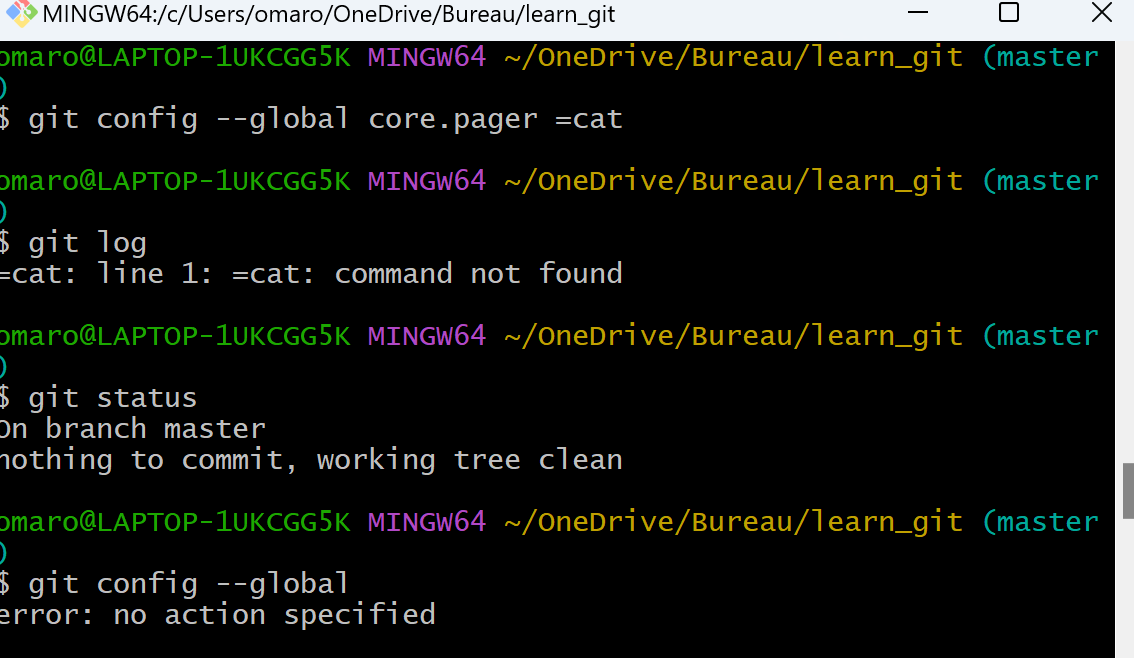 MINGW64:/c/Users/omaro/OneDrive/Bureau/learn_git
omaro@LAPTOP-1UKCGG5K MINGW64 ~/OneDrive/Bureau/learn_git (master
)
$ git config --global core.pager =cat
omaro@LAPTOP-1UKCGG5K MINGW64 ~/OneDrive/Bureau/learn_git (master
)
$ git log
=cat: line 1: =cat: command not found
omaro@LAPTOP-1UKCGG5K MINGW64 ~/OneDrive/Bureau/learn_git (master
)
$ git status
On branch master
nothing to commit, working tree clean
omaro@LAPTOP-1UKCGG5K MINGW64 ~/OneDrive/Bureau/learn_git (master
)
$ git config --global
error: no action specified